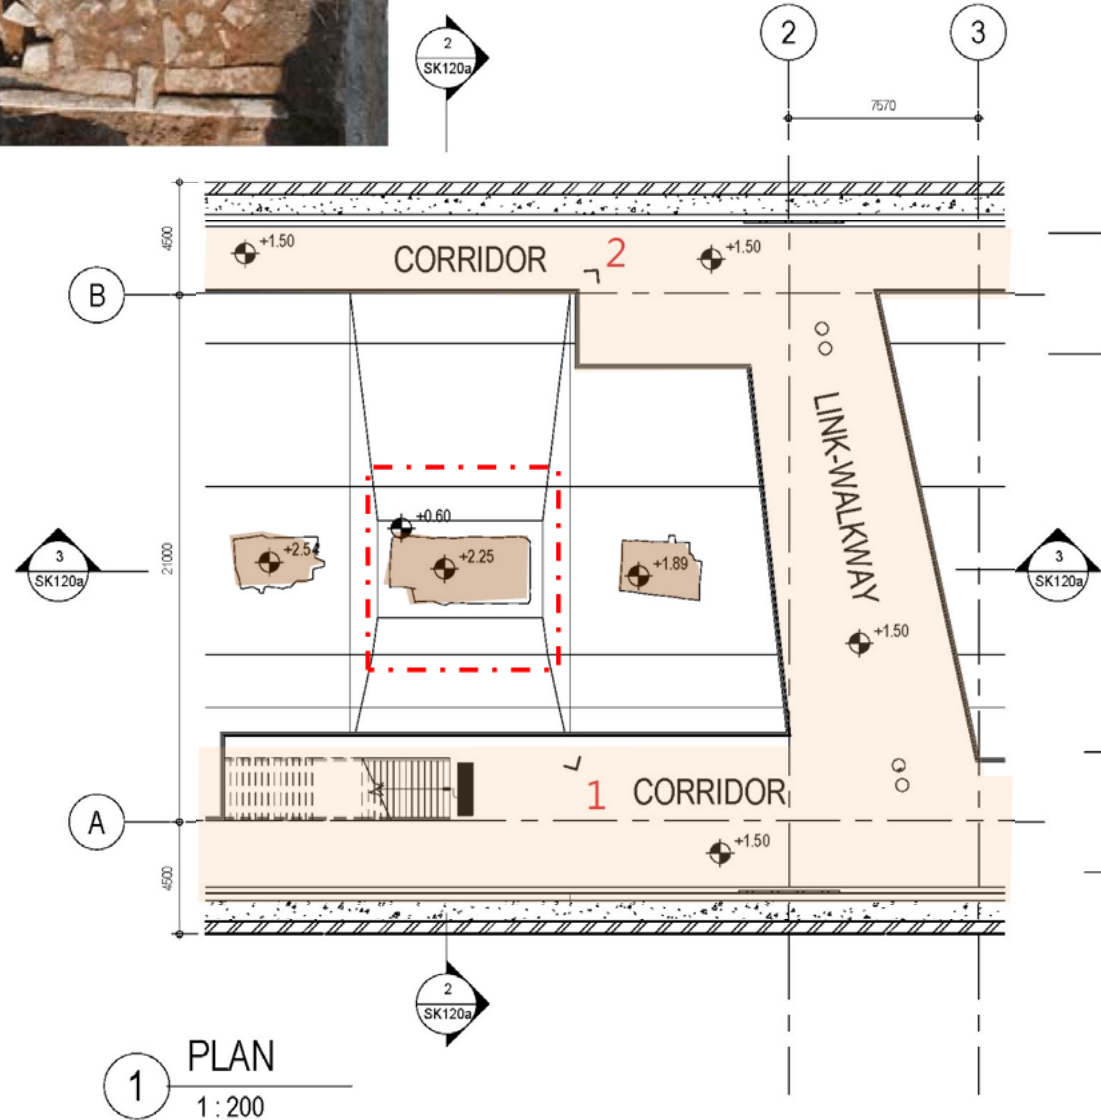 2
SK120a
2
3
7570
4500
+1.50
CORRIDOR
2
+1.50
B
LINK-WALKWAY
21000
+0.60
3
SK120a
+2.54
+2.25
+1.89
3
SK120a
+1.50
1
CORRIDOR
A
+1.50
4500
2
SK120a
1
PLAN
1 : 200